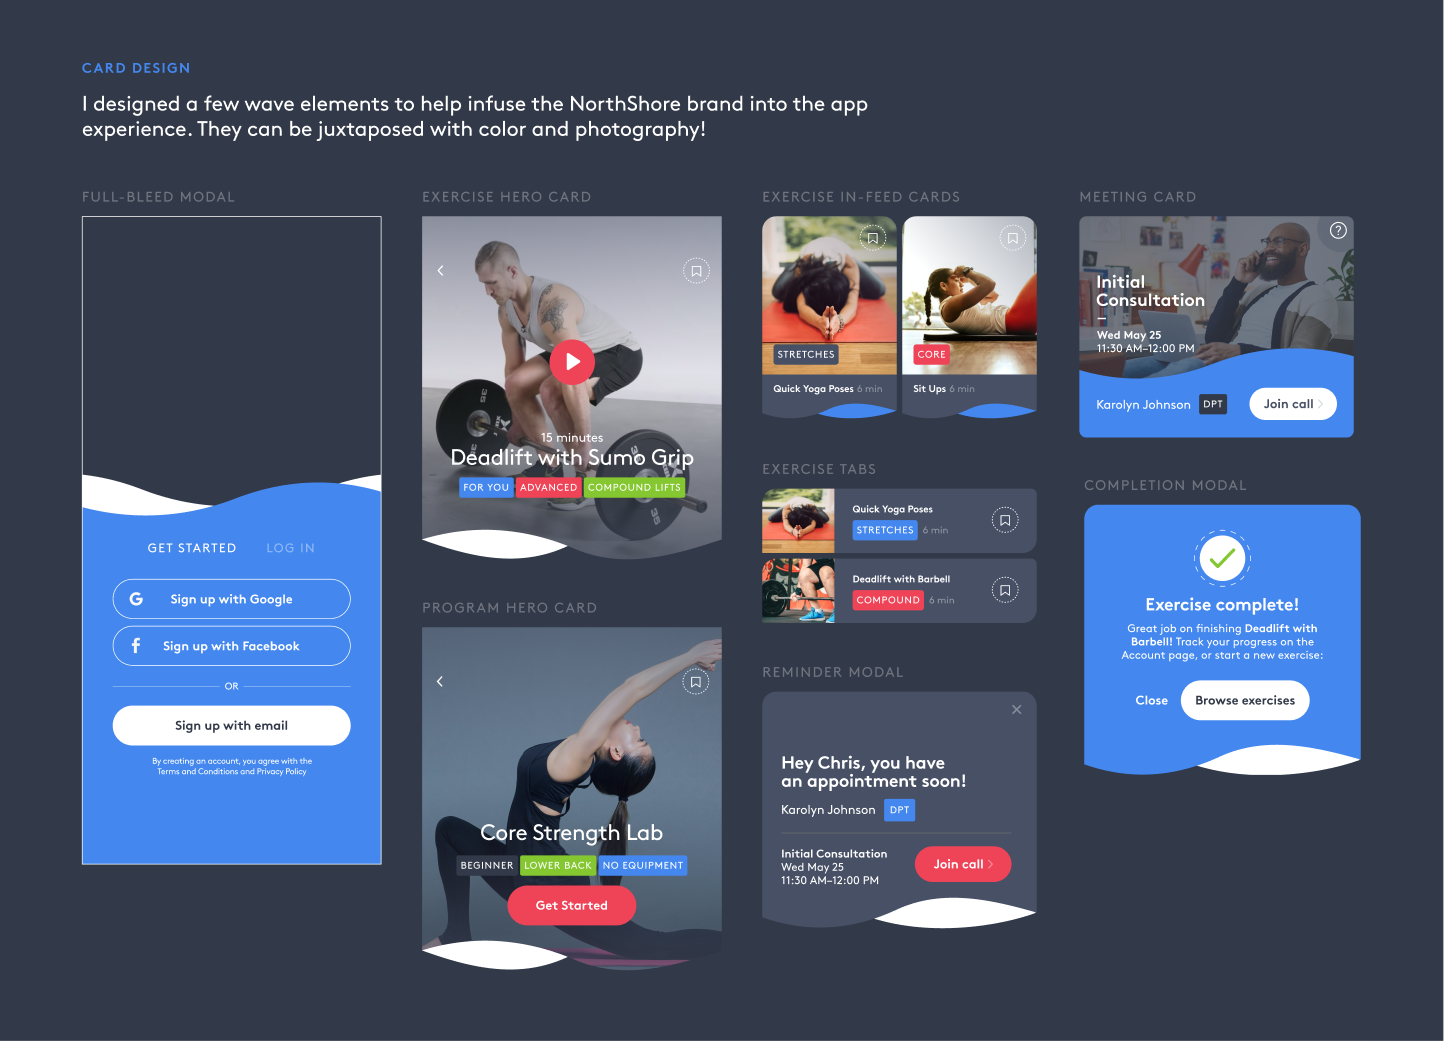 CARD DESIGN
I designed a few wave elements to help infuse the NorthShore brand into the app
experience. They can be juxtaposed with color and photography!
FULL-BLEED MODAL
GET STARTED LOG IN
G Sign up with Google
f Sign up with Facebook
OR
Sign up with email
By creating an account, you agree with the
Terms and Conditions and Privacy Policy
EXERCISE HERO CARD
35
35
35
15 minutes
Deadlift with Sumo Grip
FOR YOU ADVANCED COMPOUND LIFTS
PROGRAM HERO CARD
Core Strength Lab
BEGINNER LOWER BACK NO EQUIPMENT
Get Started
EXERCISE IN-FEED CARDS
STRETCHES
Quick Yoga Poses 6 min
CORE
Sit Ups 6 min
EXERCISE TABS
Quick Yoga Poses
STRETCHES 6 min
Deadlift with Barbell
COMPOUND 6 min
REMINDER MODAL
Hey Chris, you have
an appointment soon!
Karolyn Johnson DPT
Initial Consultation
Wed May 25
11:30 AM–12:00 PM
Join call
MEETING CARD
?
Initial
Consultation
Wed May 25
11:30 AM–12:00 PM
Karolyn Johnson DPT
Join call
COMPLETION MODAL
Exercise complete!
Great job on finishing Deadlift with
Barbell! Track your progress on the
Account page, or start a new exercise:
Close Browse exercises